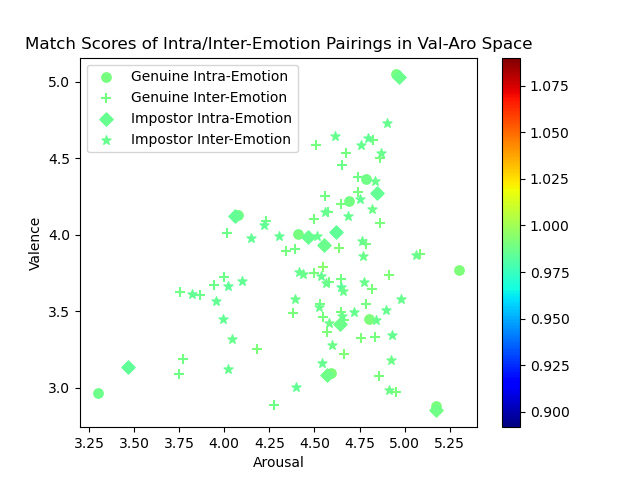 Match Scores of Intra/Inter-Emotion Pairings in Val-Aro Space
Genuine Intra-Emotion
Genuine Inter-Emotion
Impostor Intra-Emotion
Impostor Inter-Emotion
5.0
4.5
4.0
3.5
3.0
Valence
3.25 3.50 3.75 4.00 4.25 4.50 4.75 5.00 5.25
Arousal
1.075
1.050
1.025
1.000
0.975
0.950
0.925
0.900